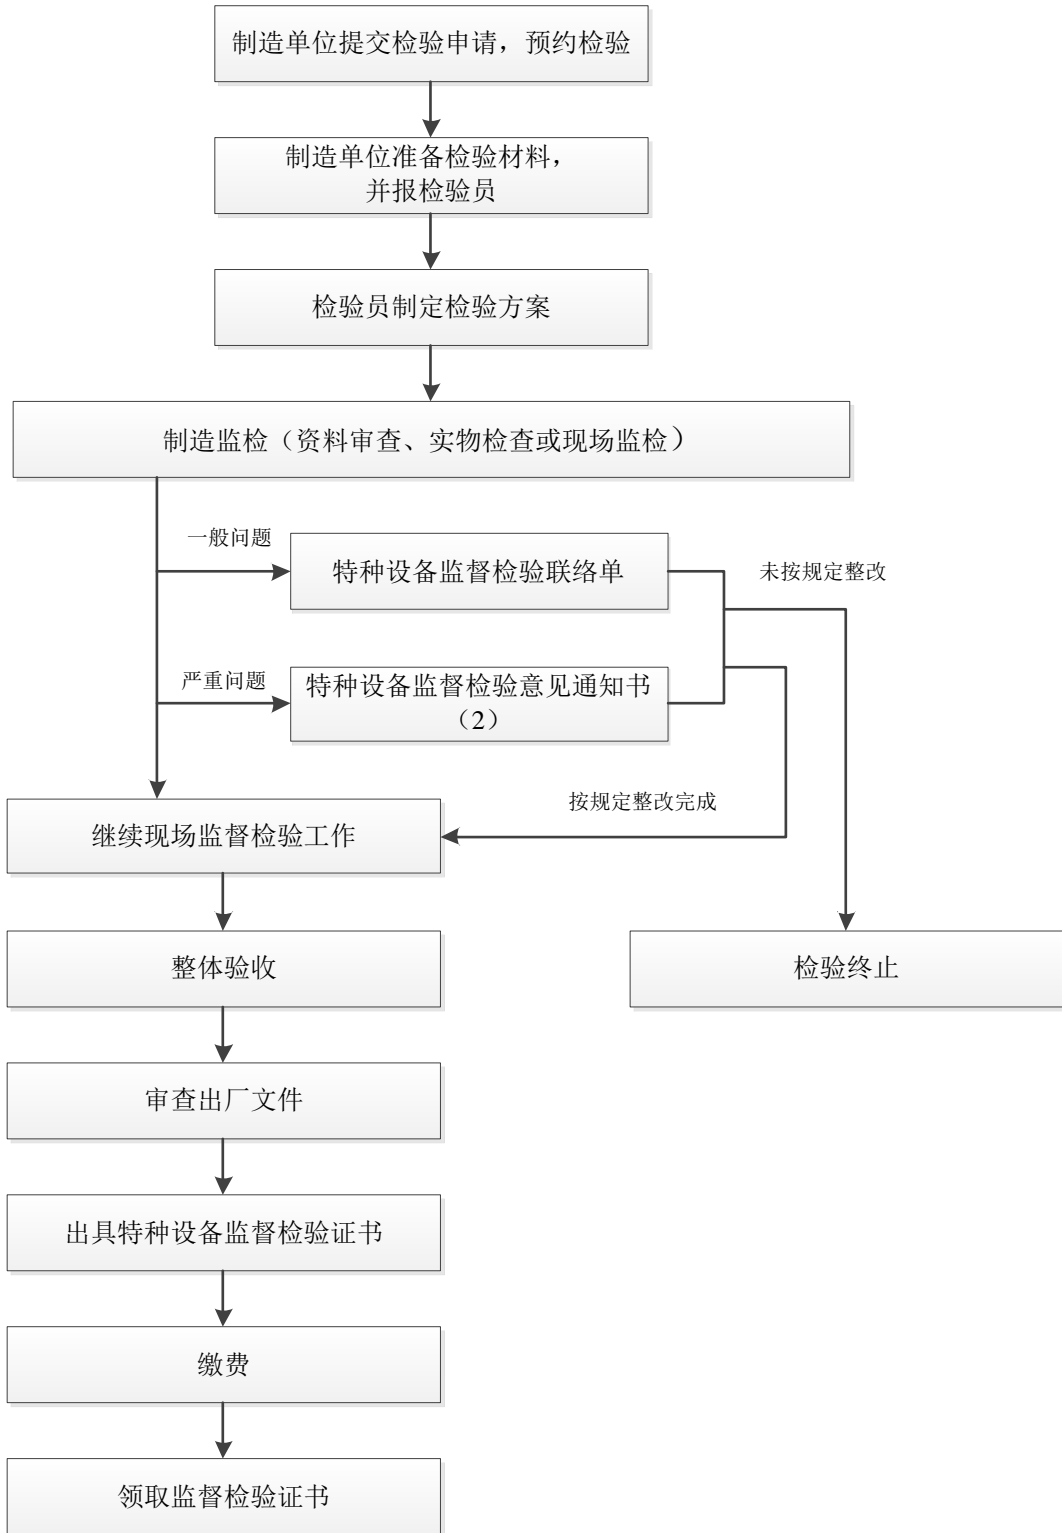 制造单位提交检验申请，预约检验
制造单位准备检验材料，
并报检验员
检验员制定检验方案
制造监检（资料审查、实物检查或现场监检）
一般问题
特种设备监督检验联络单
未按规定整改
严重问题
特种设备监督检验意见通知书
（2）
按规定整改完成
继续现场监督检验工作
整体验收
检验终止
审查出厂文件
出具特种设备监督检验证书
缴费
领取监督检验证书